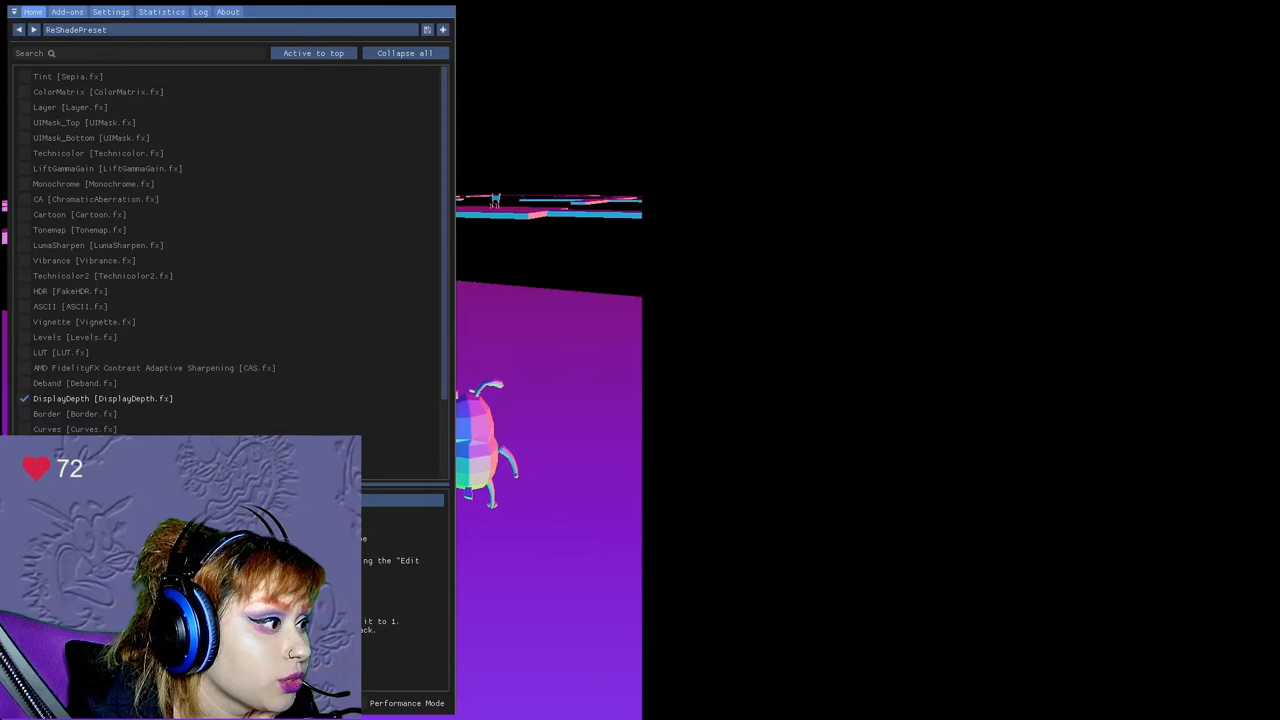 Home Add-ons Settings Statistics Log About
ReShadePreset
Search Active to top Collapse all
Tint [Sepia.fx]
ColorMatrix [ColorMatrix.fx]
Layer [Layer.fx]
UIMask_Top [UIMask.fx]
UIMask_Bottom [UIMask.fx]
Technicolor [Technicolor.fx]
LiftGammaGain [LiftGammaGain.fx]
Monochrome [Monochrome.fx]
CA [ChromaticAberration.fx]
Cartoon [Cartoon.fx]
Tonemap [Tonemap.fx]
LumaSharpen [LumaSharpen.fx]
Vibrance [Vibrance.fx]
Technicolor2 [Technicolor2.fx]
HDR [FakeHDR.fx]
ASCII [ASCII.fx]
Vignette [Vignette.fx]
Levels [Levels.fx]
LUT [LUT.fx]
AMD FidelityFX Contrast Adaptive Sharpening [CAS.fx]
Deband [Deband.fx]
DisplayDepth [DisplayDepth.fx]
Border [Border.fx]
Curves [Curves.fx]
72
ing the "Edit
it to 1.
Performance Mode